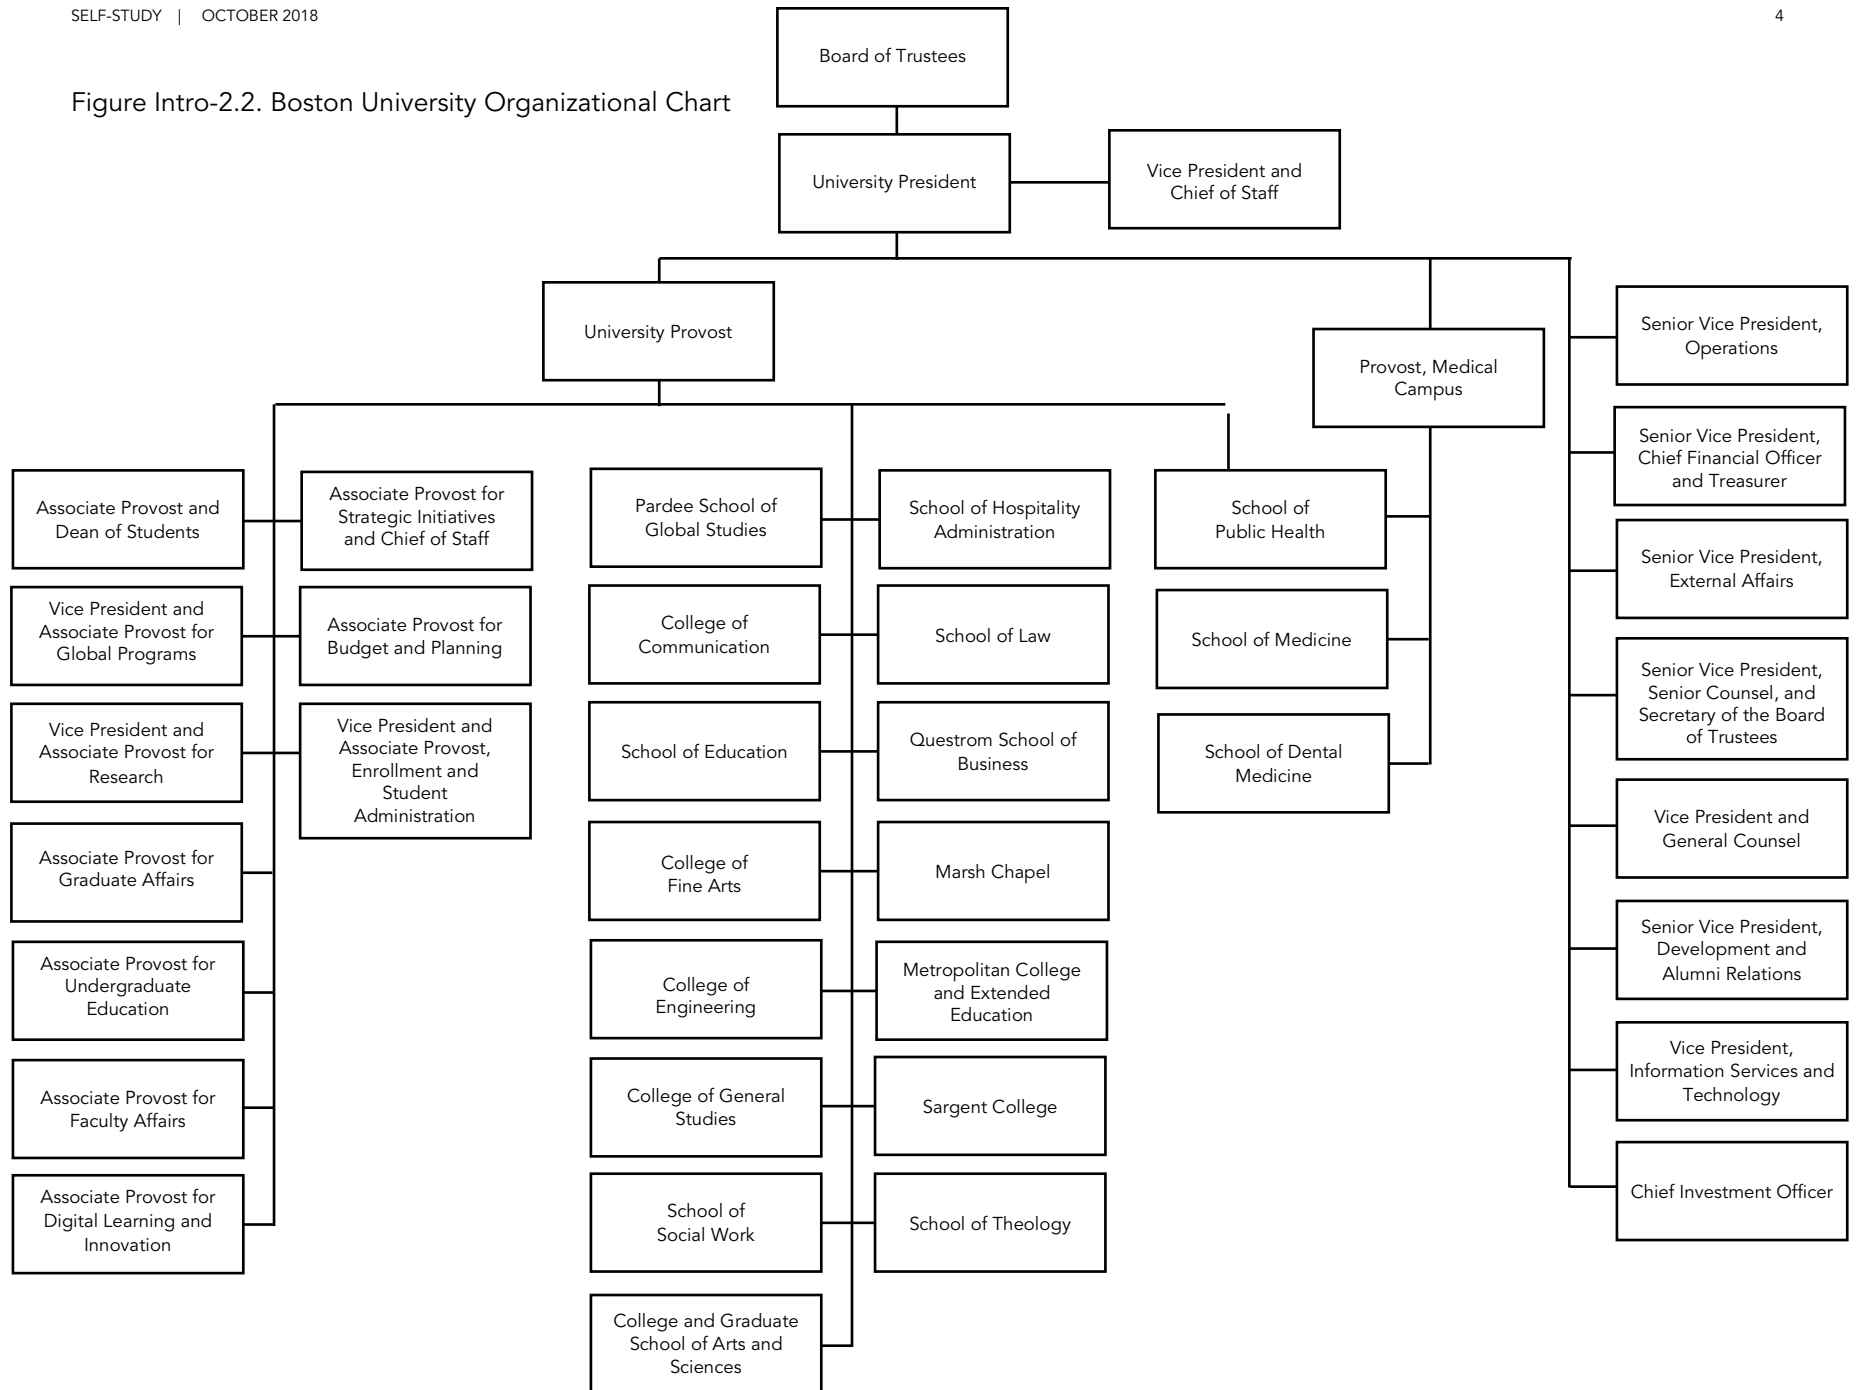 SELF-STUDY | OCTOBER 2018
4
Figure Intro-2.2. Boston University Organizational Chart
Board of Trustees
University President
Vice President and
Chief of Staff
University Provost
Provost, Medical
Campus
Associate Provost and
Dean of Students
Vice President and
Associate Provost for
Global Programs
Vice President and
Associate Provost for
Research
Associate Provost for
Graduate Affairs
Associate Provost for
Undergraduate
Education
Associate Provost for
Faculty Affairs
Associate Provost for
Digital Learning and
Innovation
Associate Provost for
Strategic Initiatives
and Chief of Staff
Associate Provost for
Budget and Planning
Vice President and
Associate Provost,
Enrollment and
Student
Administration
Pardee School of
Global Studies
College of
Communication
School of Education
College of
Fine Arts
College of
Engineering
College of General
Studies
School of
Social Work
College and Graduate
School of Arts and
Sciences
School of Hospitality
Administration
School of Law
Questrom School of
Business
Marsh Chapel
Metropolitan College
and Extended
Education
Sargent College
School of Theology
School of
Public Health
School of Medicine
School of Dental
Medicine
Senior Vice President,
Operations
Senior Vice President,
Chief Financial Officer
and Treasurer
Senior Vice President,
External Affairs
Senior Vice President,
Senior Counsel, and
Secretary of the Board
of Trustees
Vice President and
General Counsel
Senior Vice President,
Development and
Alumni Relations
Vice President,
Information Services and
Technology
Chief Investment Officer